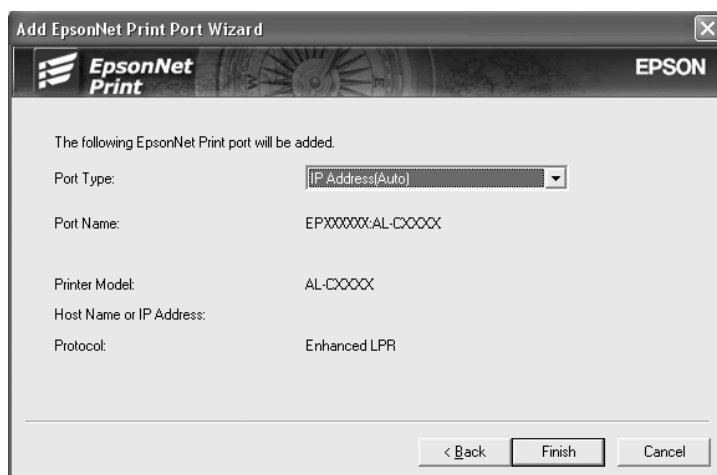 Add EpsonNet Print Port Wizard
EpsonNet
Print
EPSON
The following EpsonNet Print port will be added.
Port Type: IP Address(Auto)
Port Name: EPXXXXXX:AL-CXXXX
Printer Model: AL-CXXXX
Host Name or IP Address:
Protocol: Enhanced LPR
< Back Finish Cancel